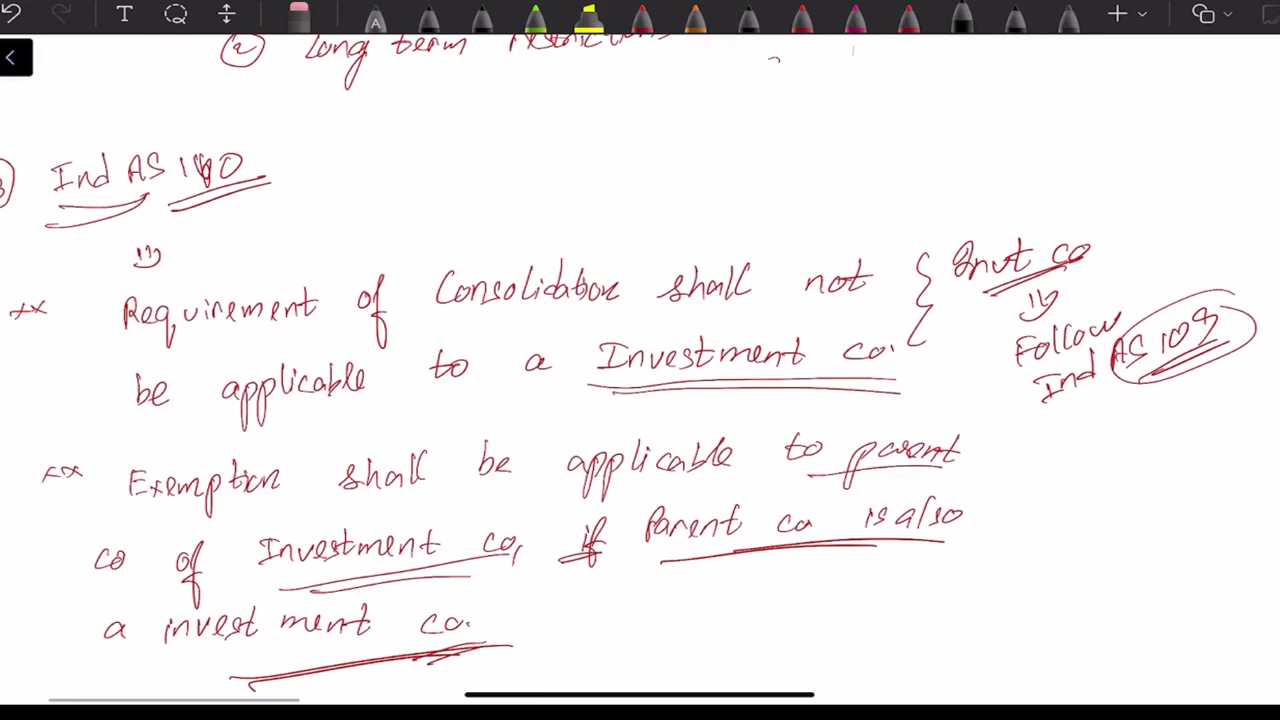 ② Long term restrictions
Ind AS 110
** Requirement of Consolidation shall not
be applicable to a Investment co.
Invt co
Follow
Ind AS 109
** Exemption shall be applicable to parent
co of Investment co, if Parent co is also
a investment co.